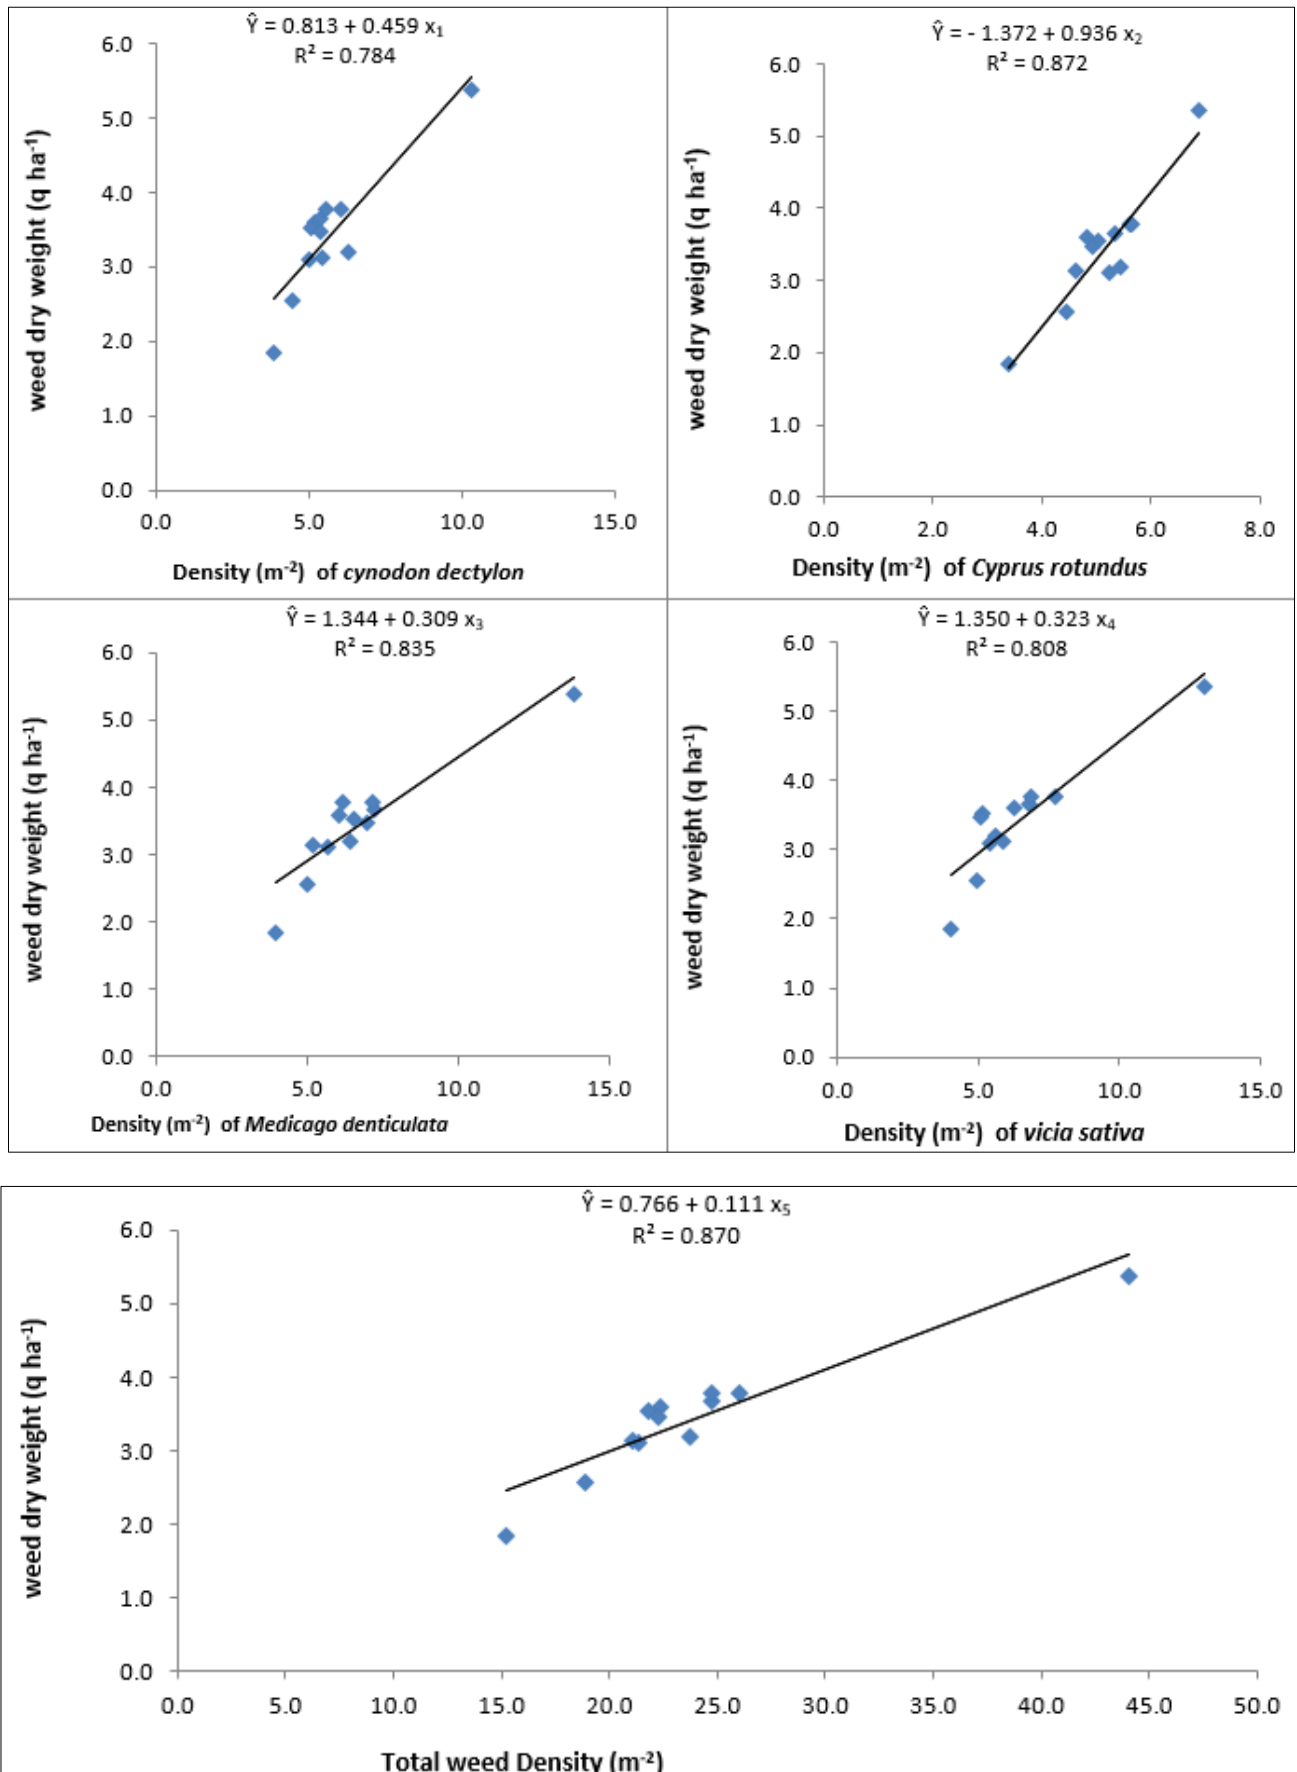 Ŷ = 0.813 + 0.459 x₁
R² = 0.784
6.0
5.0
4.0
3.0
2.0
1.0
0.0
0.0 5.0 10.0 15.0
weed dry weight (q ha⁻¹)
Density (m⁻²) of cynodon dectylon
Ŷ = - 1.372 + 0.936 x₂
R² = 0.872
6.0
5.0
4.0
3.0
2.0
1.0
0.0
0.0 2.0 4.0 6.0 8.0
weed dry weight (q ha⁻¹)
Density (m⁻²) of Cyprus rotundus
Ŷ = 1.344 + 0.309 x₃
R² = 0.835
6.0
5.0
4.0
3.0
2.0
1.0
0.0
0.0 5.0 10.0 15.0
weed dry weight (q ha⁻¹)
Density (m⁻²) of Medicago denticulata
Ŷ = 1.350 + 0.323 x₄
R² = 0.808
6.0
5.0
4.0
3.0
2.0
1.0
0.0
0.0 5.0 10.0 15.0
weed dry weight (q ha⁻¹)
Density (m⁻²) of vicia sativa
Ŷ = 0.766 + 0.111 x₅
R² = 0.870
6.0
5.0
4.0
3.0
2.0
1.0
0.0
0.0 5.0 10.0 15.0 20.0 25.0 30.0 35.0 40.0 45.0 50.0
weed dry weight (q ha⁻¹)
Total weed Density (m⁻²)